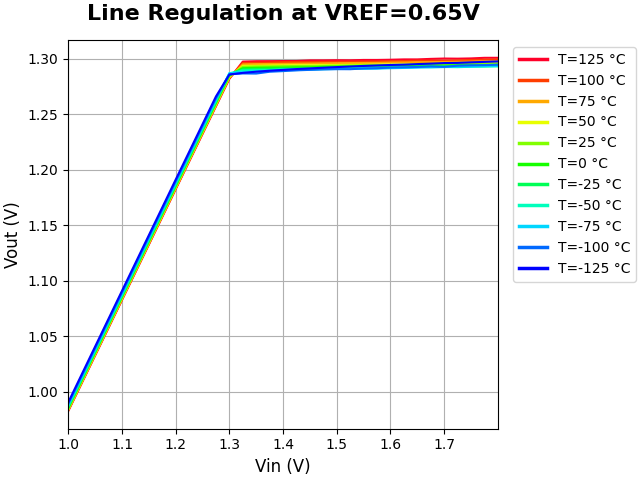 Line Regulation at VREF=0.65V
Vout (V)
1.30
1.25
1.20
1.15
1.10
1.05
1.00
1.0 1.1 1.2 1.3 1.4 1.5 1.6 1.7
Vin (V)
T=125 °C
T=100 °C
T=75 °C
T=50 °C
T=25 °C
T=0 °C
T=-25 °C
T=-50 °C
T=-75 °C
T=-100 °C
T=-125 °C